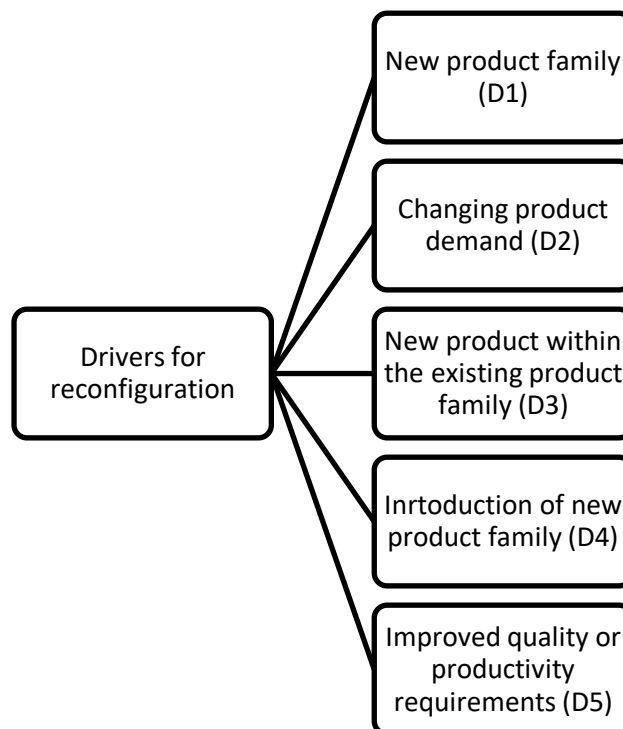 New product family
(D1)
Changing product
demand (D2)
Drivers for
reconfiguration
New product within
the existing product
family (D3)
Inrtoduction of new
product family (D4)
Improved quality or
productivity
requirements (D5)